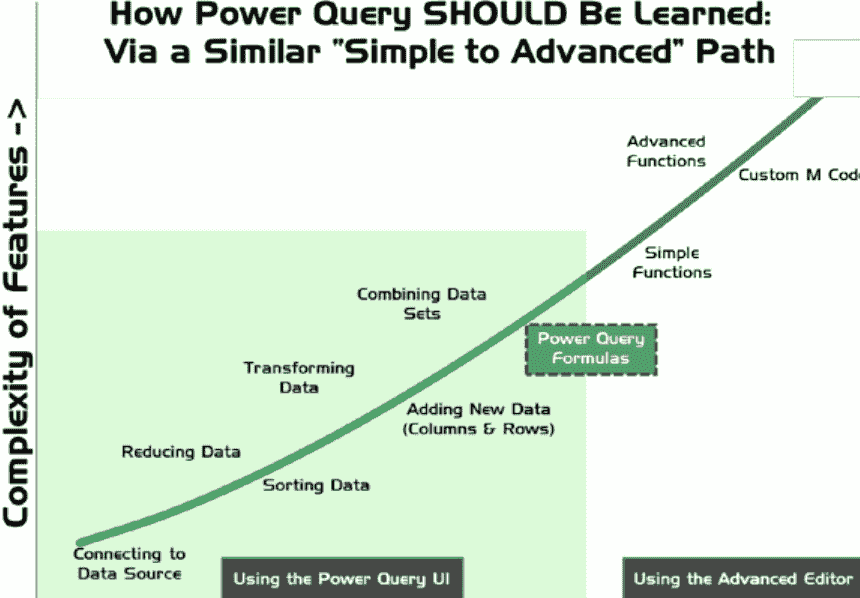 How Power Query SHOULD Be Learned:
Via a Similar "Simple to Advanced" Path
Complexity of Features ->
Advanced
Functions
Custom M Code
Simple
Functions
Combining Data
Sets
Power Query
Formulas
Transforming
Data
Adding New Data
(Columns & Rows)
Reducing Data
Sorting Data
Connecting to
Data Source
Using the Power Query UI
Using the Advanced Editor